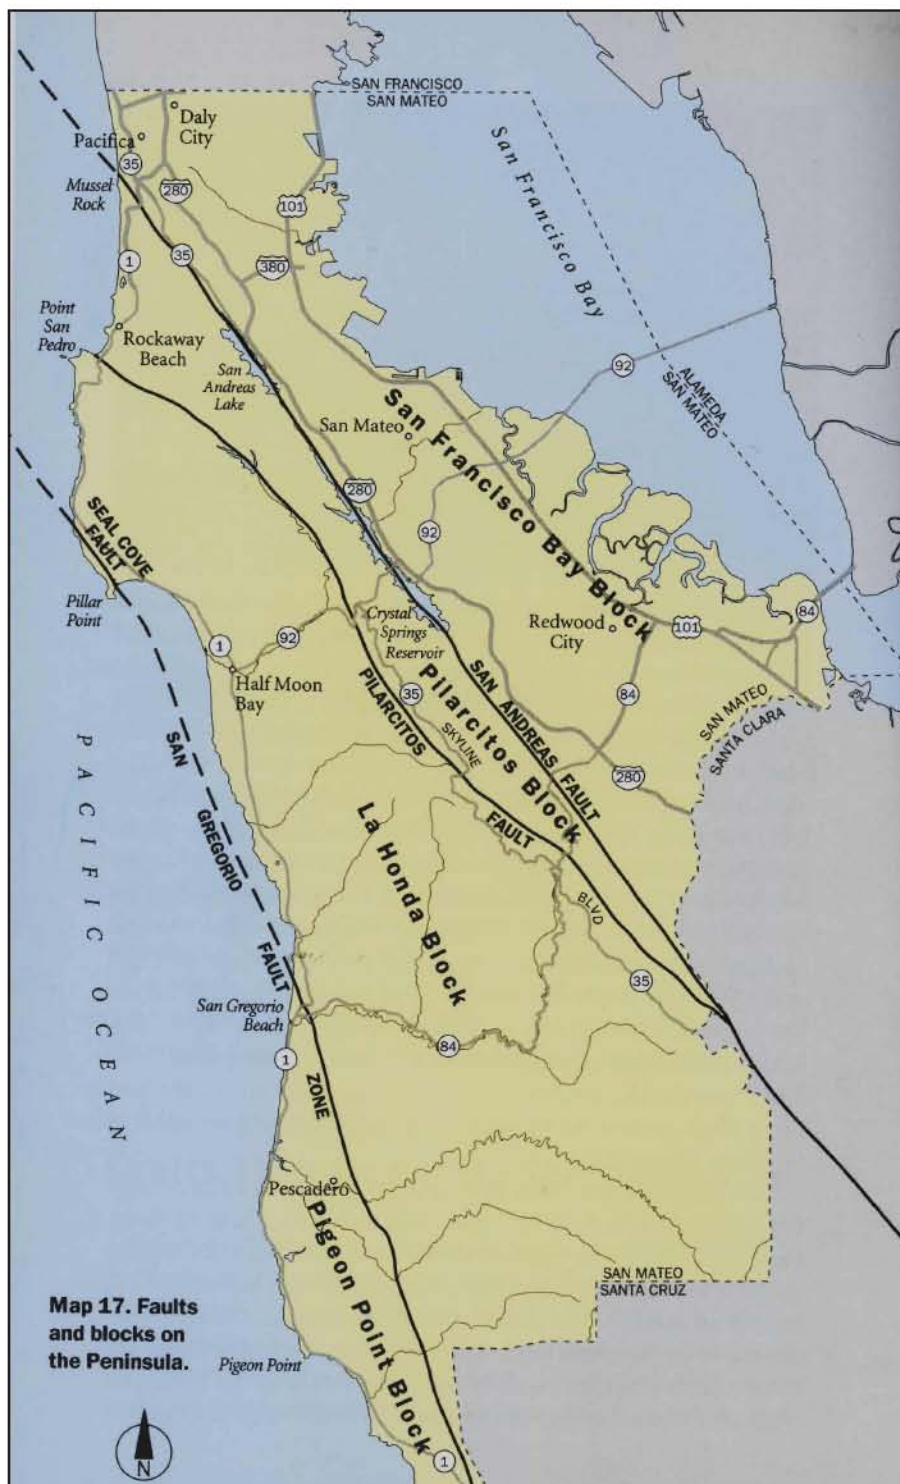 SAN FRANCISCO
SAN MATEO
Daly
City
Pacifica
35
280
101
Mussel
Rock
San Francisco Bay
1
35
380
Point
San
Pedro
Rockaway
Beach
San
Andreas
Lake
92
ALAMEDA
SAN MATEO
San Mateo
San Francisco Bay Block
280
92
SEAL COVE
FAULT
Pillar
Point
Crystal
Springs
Reservoir
Redwood
City
101
84
1
92
Half Moon
Bay
PILARCITOS
FAULT
35
SKYLINE
BLVD
Pilarcitos Block
SAN ANDREAS FAULT
84
SAN MATEO
SANTA CLARA
280
PACIFIC OCEAN
SAN GREGORIO FAULT ZONE
La Honda Block
35
San Gregorio
Beach
84
1
Pescadero
Pigeon Point Block
SAN MATEO
SANTA CRUZ
Map 17. Faults
and blocks on
the Peninsula.
Pigeon Point
1
N